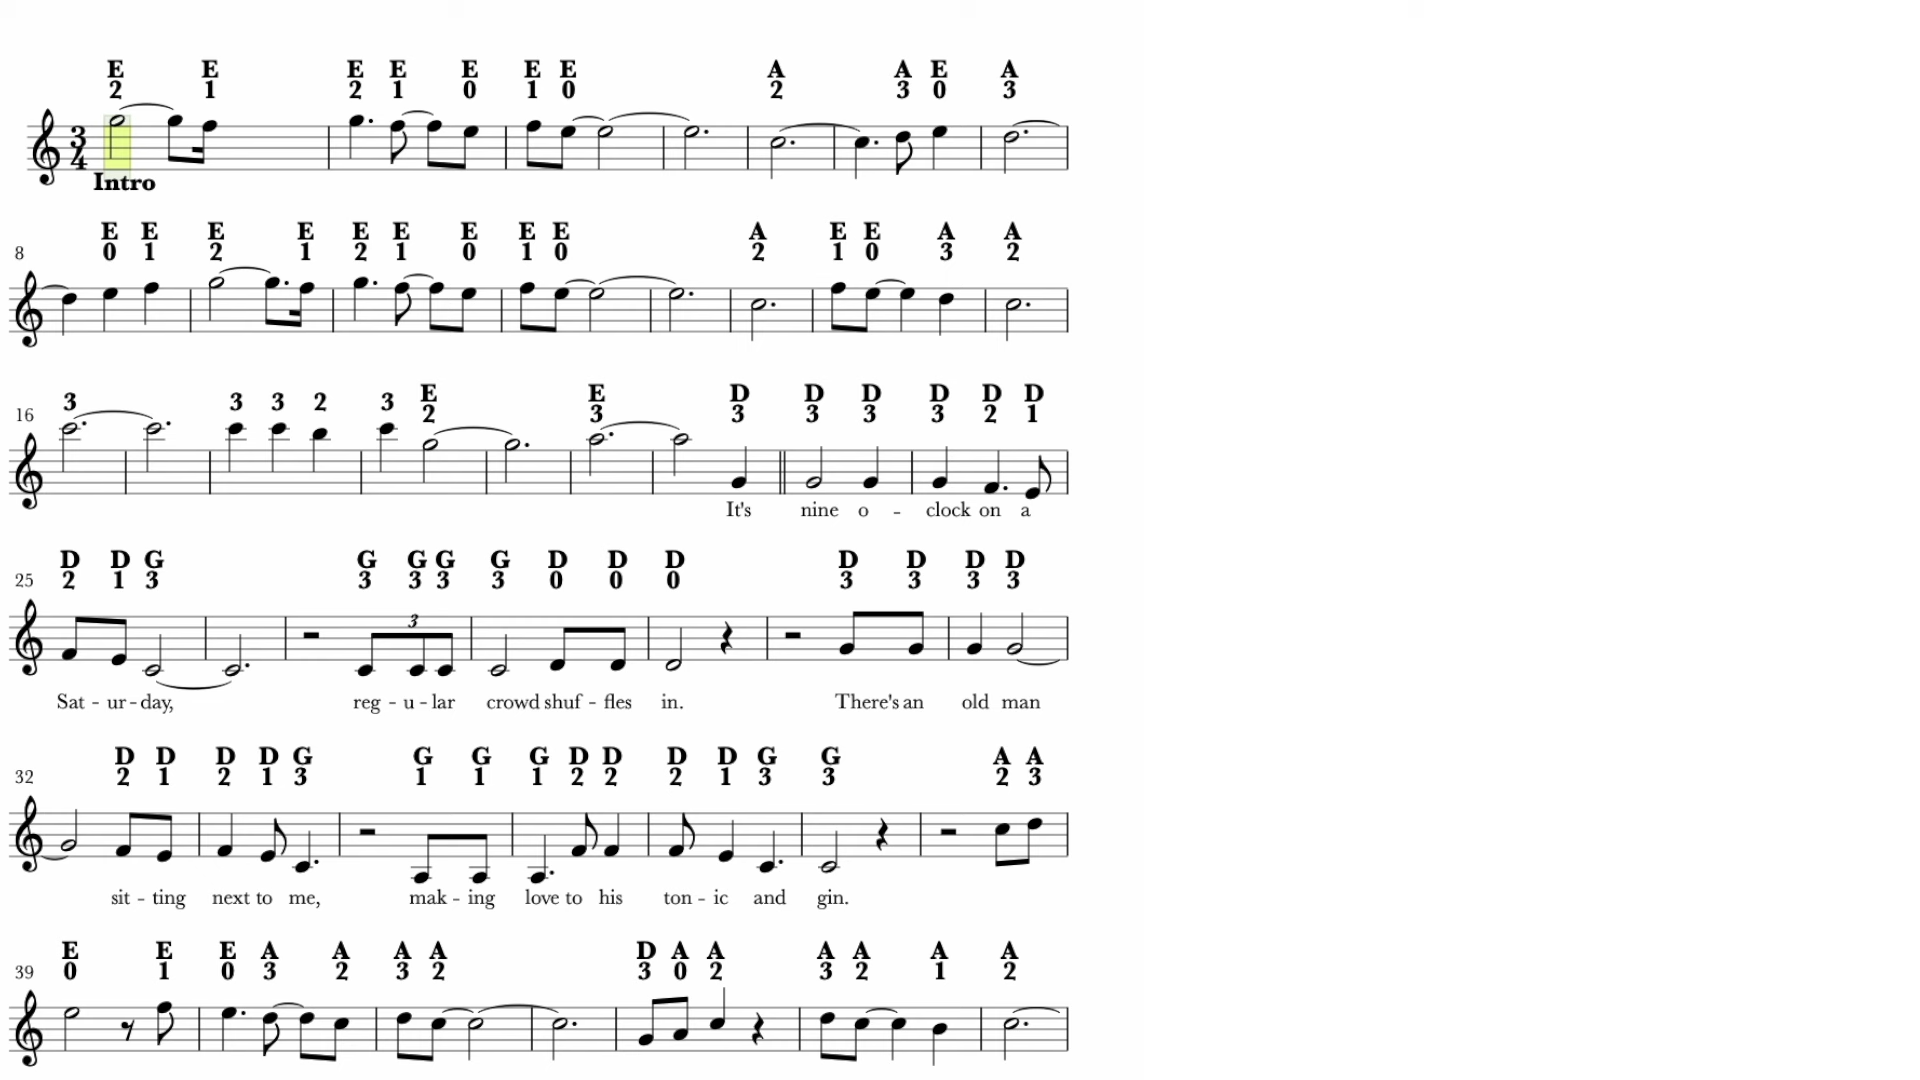 E E E E E E E A A E A
2 1 2 1 0 1 0 2 3 0 3
3
4
Intro
E E E E E E E E E A E E A A
8 0 1 2 1 2 1 0 1 0 2 1 0 3 2
E E D D D D D D
16 3 3 3 2 3 2 3 3 3 3 3 2 1
It's nine o - clock on a
D D G G G G G D D D D D D D
25 2 1 3 3 3 3 3 0 0 0 3 3 3 3
3
Sat - ur - day, reg - u - lar crowd shuf - fles in. There's an old man
D D D D G G G G D D D D G G A A
32 2 1 2 1 3 1 1 1 2 2 2 1 3 3 2 3
sit - ting next to me, mak - ing love to his ton - ic and gin.
E E E A A A A D A A A A A A
39 0 1 0 3 2 3 2 3 0 2 3 2 1 2